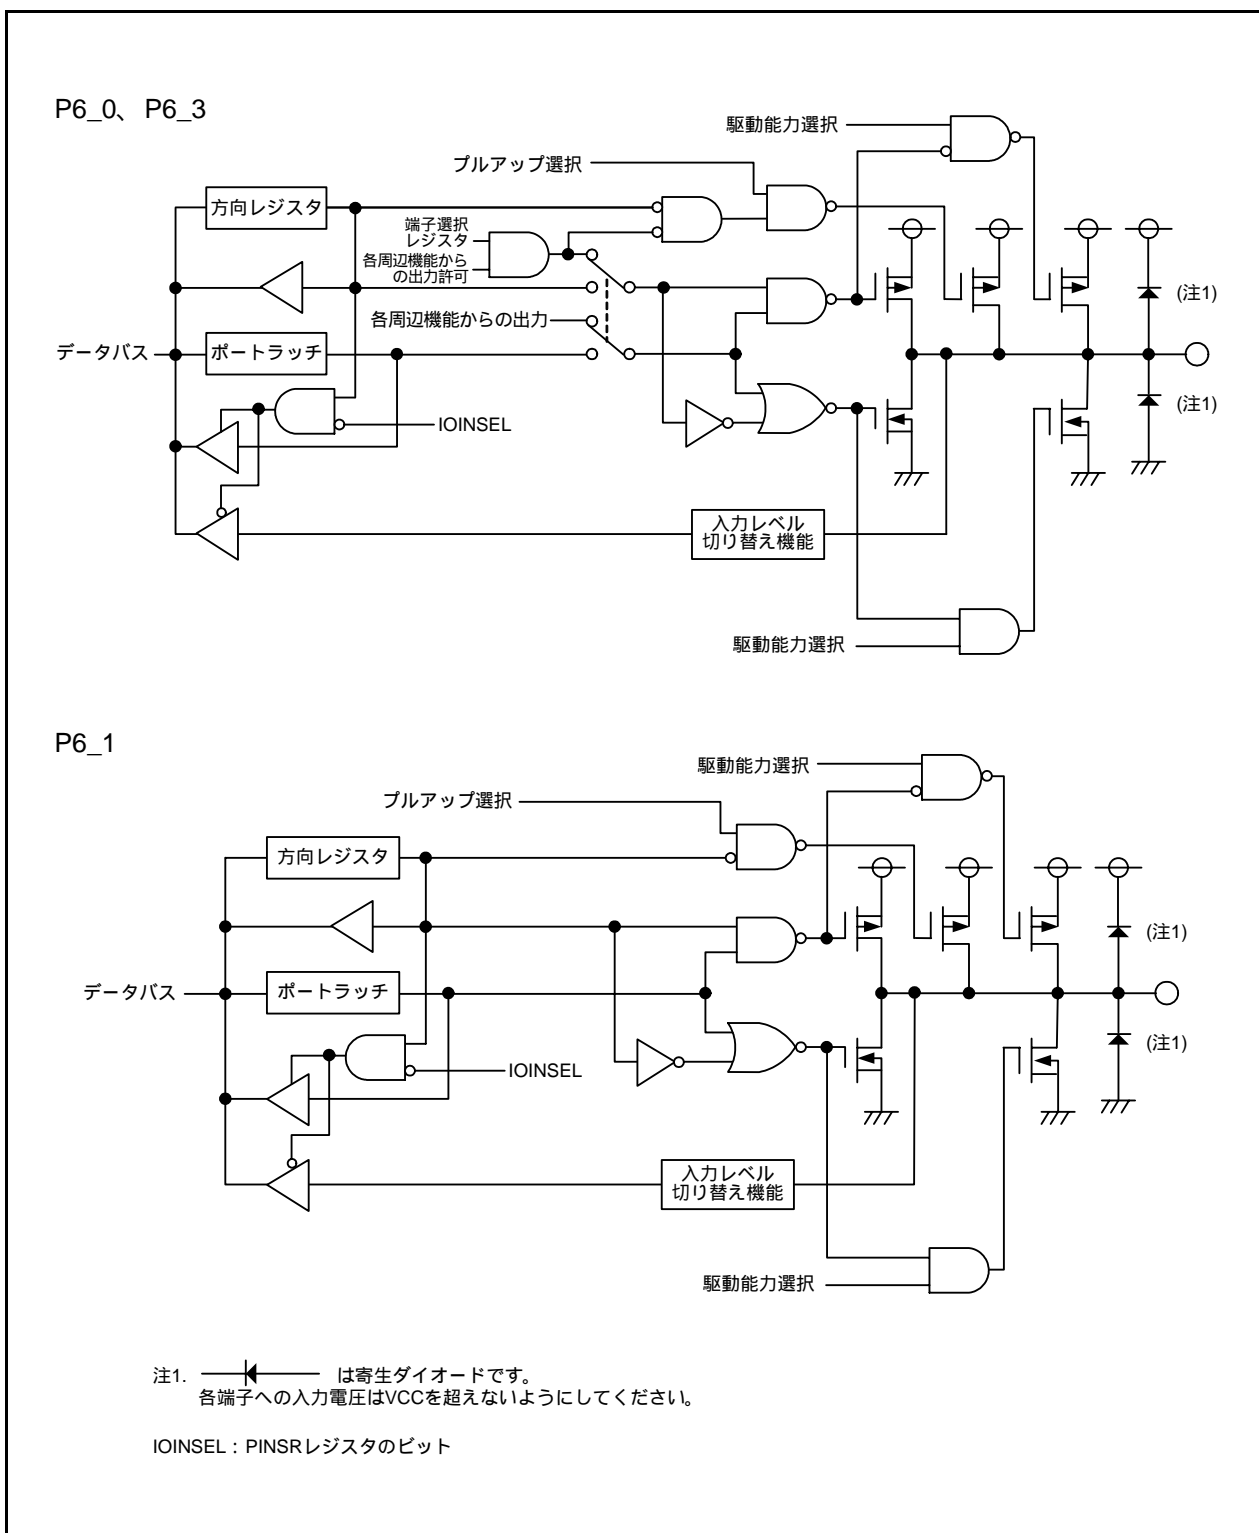 P6_0、P6_3
駆動能力選択
プルアップ選択
方向レジスタ
端子選択
レジスタ
各周辺機能から
の出力許可
(注1)
各周辺機能からの出力
データバス
ポートラッチ
(注1)
IOINSEL
入力レベル
切り替え機能
駆動能力選択
P6_1
駆動能力選択
プルアップ選択
方向レジスタ
(注1)
データバス
ポートラッチ
(注1)
IOINSEL
入力レベル
切り替え機能
駆動能力選択
注1. は寄生ダイオードです。
各端子への入力電圧はVCCを超えないようにしてください。
IOINSEL：PINSRレジスタのビット